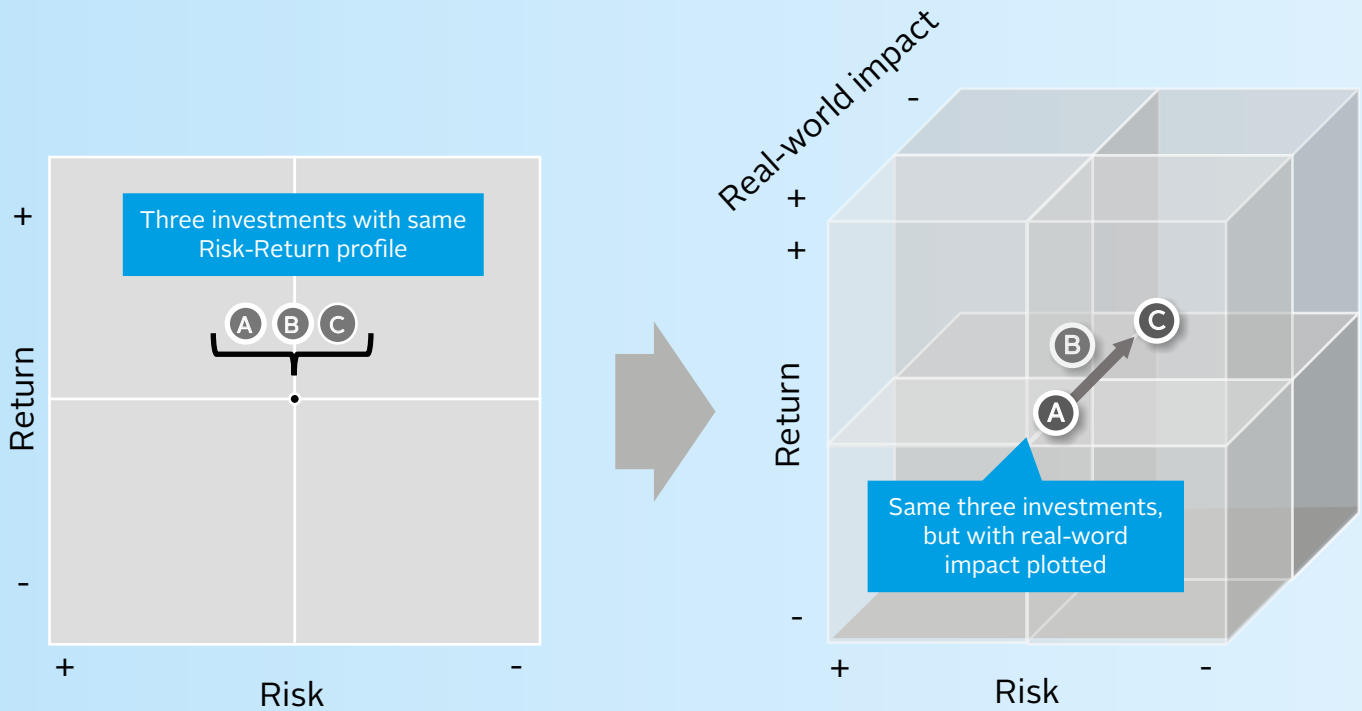 +
Three investments with same
Risk-Return profile
A B C
Return
-
+
-
Risk
Real-world impact
-
+
+
C
B
A
Return
Same three investments,
but with real-word
impact plotted
-
+
-
Risk